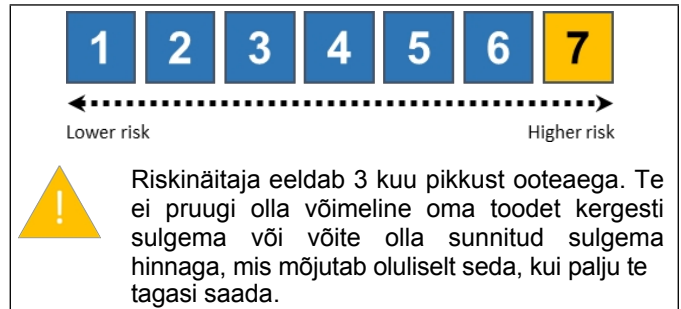 1 2 3 4 5 6 7
Lower risk Higher risk
!
Riskinäitaja eeldab 3 kuu pikkust ooteaega. Te
ei pruugi olla võimeline oma toodet kergesti
sulgema või võite olla sunnitud sulgema
hinnaga, mis mõjutab oluliselt seda, kui palju te
tagasi saada.